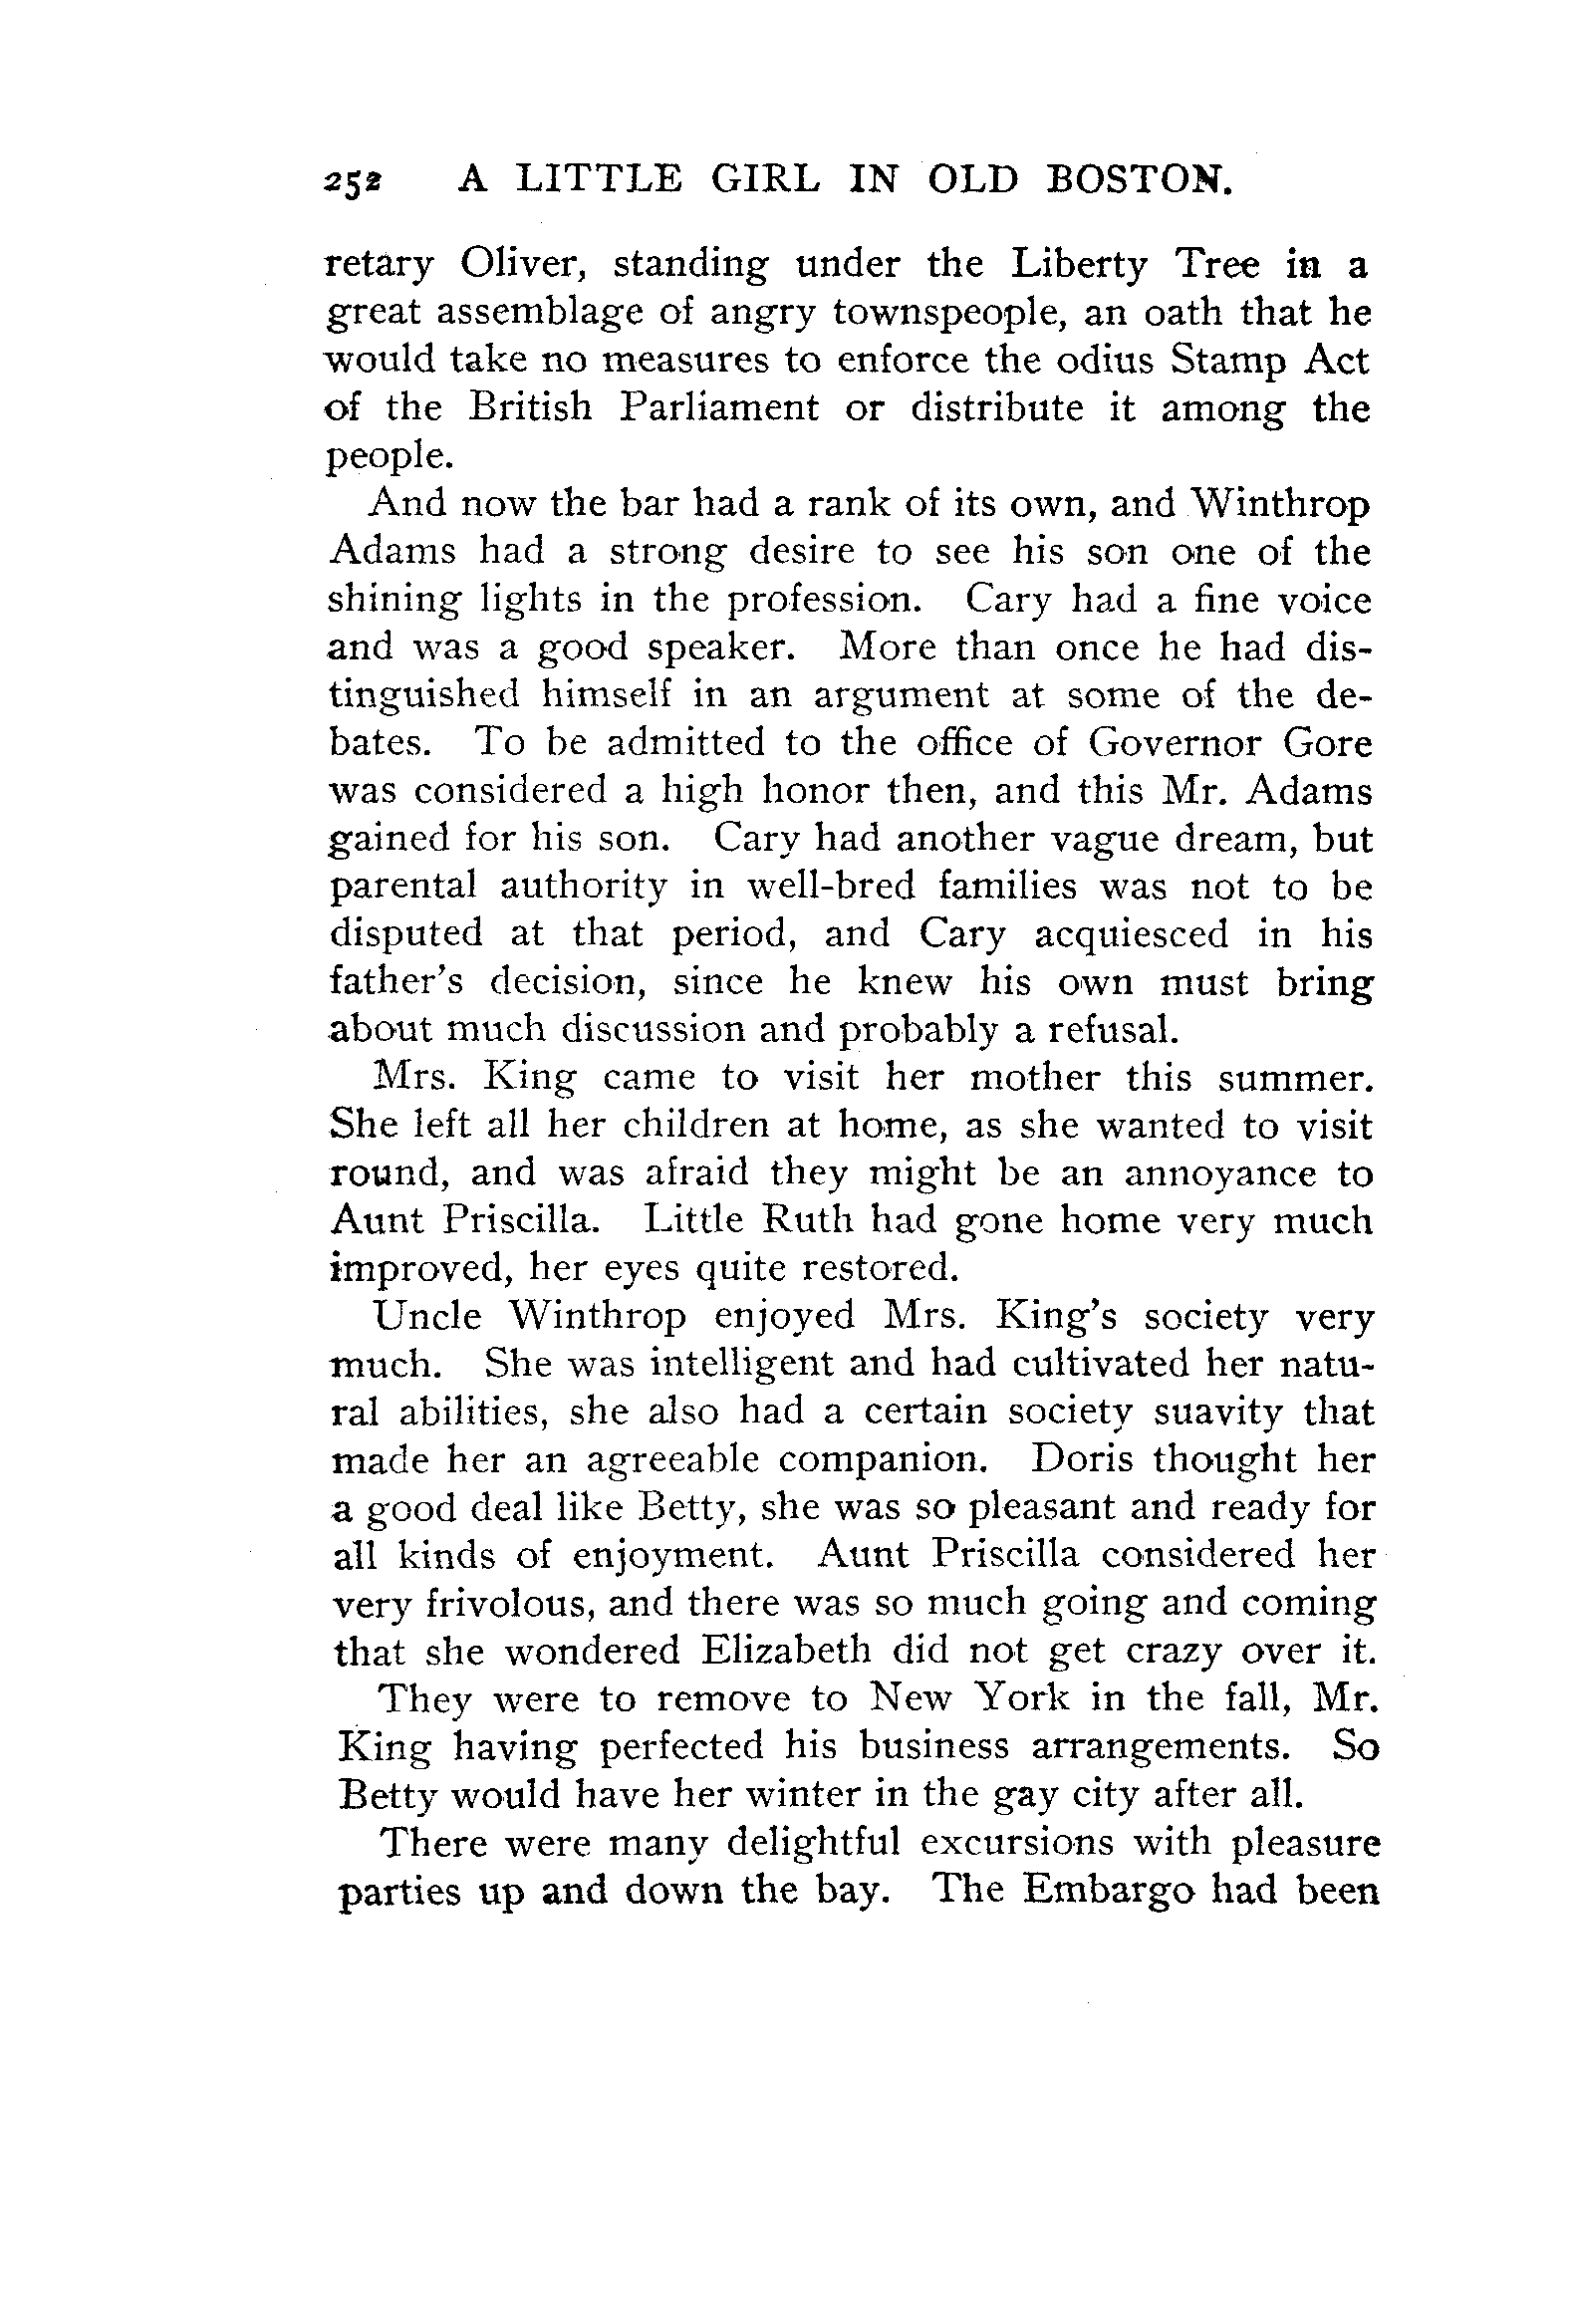 252 A LITTLE GIRL IN OLD BOSTON.
retary Oliver, standing under the Liberty Tree in a
great assemblage of angry townspeople, an oath that he
would take no measures to enforce the odius Stamp Act
of the British Parliament or distribute it among the
people.
And now the bar had a rank of its own, and Winthrop
Adams had a strong desire to see his son one of the
shining lights in the profession. Cary had a fine voice
and was a good speaker. More than once he had dis-
tinguished himself in an argument at some of the de-
bates. To be admitted to the office of Governor Gore
was considered a high honor then, and this Mr. Adams
gained for his son. Cary had another vague dream, but
parental authority in well-bred families was not to be
disputed at that period, and Cary acquiesced in his
father's decision, since he knew his own must bring
about much discussion and probably a refusal.
Mrs. King came to visit her mother this summer.
She left all her children at home, as she wanted to visit
round, and was afraid they might be an annoyance to
Aunt Priscilla. Little Ruth had gone home very much
improved, her eyes quite restored.
Uncle Winthrop enjoyed Mrs. King's society very
much. She was intelligent and had cultivated her natu-
ral abilities, she also had a certain society suavity that
made her an agreeable companion. Doris thought her
a good deal like Betty, she was so pleasant and ready for
all kinds of enjoyment. Aunt Priscilla considered her
very frivolous, and there was so much going and coming
that she wondered Elizabeth did not get crazy over it.
They were to remove to New York in the fall, Mr.
King having perfected his business arrangements. So
Betty would have her winter in the gay city after all.
There were many delightful excursions with pleasure
parties up and down the bay. The Embargo had been